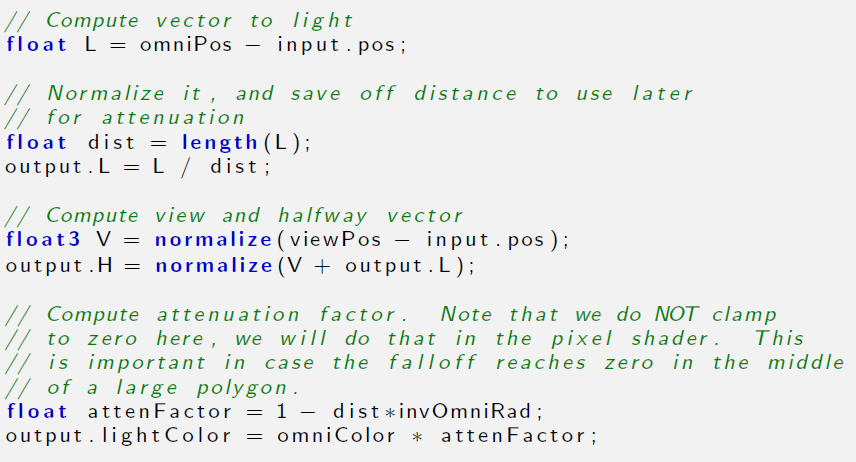 // Compute vector to light
float L = omniPos − input.pos;
// Normalize it, and save off distance to use later
// for attenuation
float dist = length(L);
output.L = L / dist;
// Compute view and halfway vector
float3 V = normalize(viewPos − input.pos);
output.H = normalize(V + output.L);
// Compute attenuation factor. Note that we do NOT clamp
// to zero here, we will do that in the pixel shader. This
// is important in case the falloff reaches zero in the middle
// of a large polygon.
float attenFactor = 1 − dist*invOmniRad;
output.lightColor = omniColor * attenFactor;